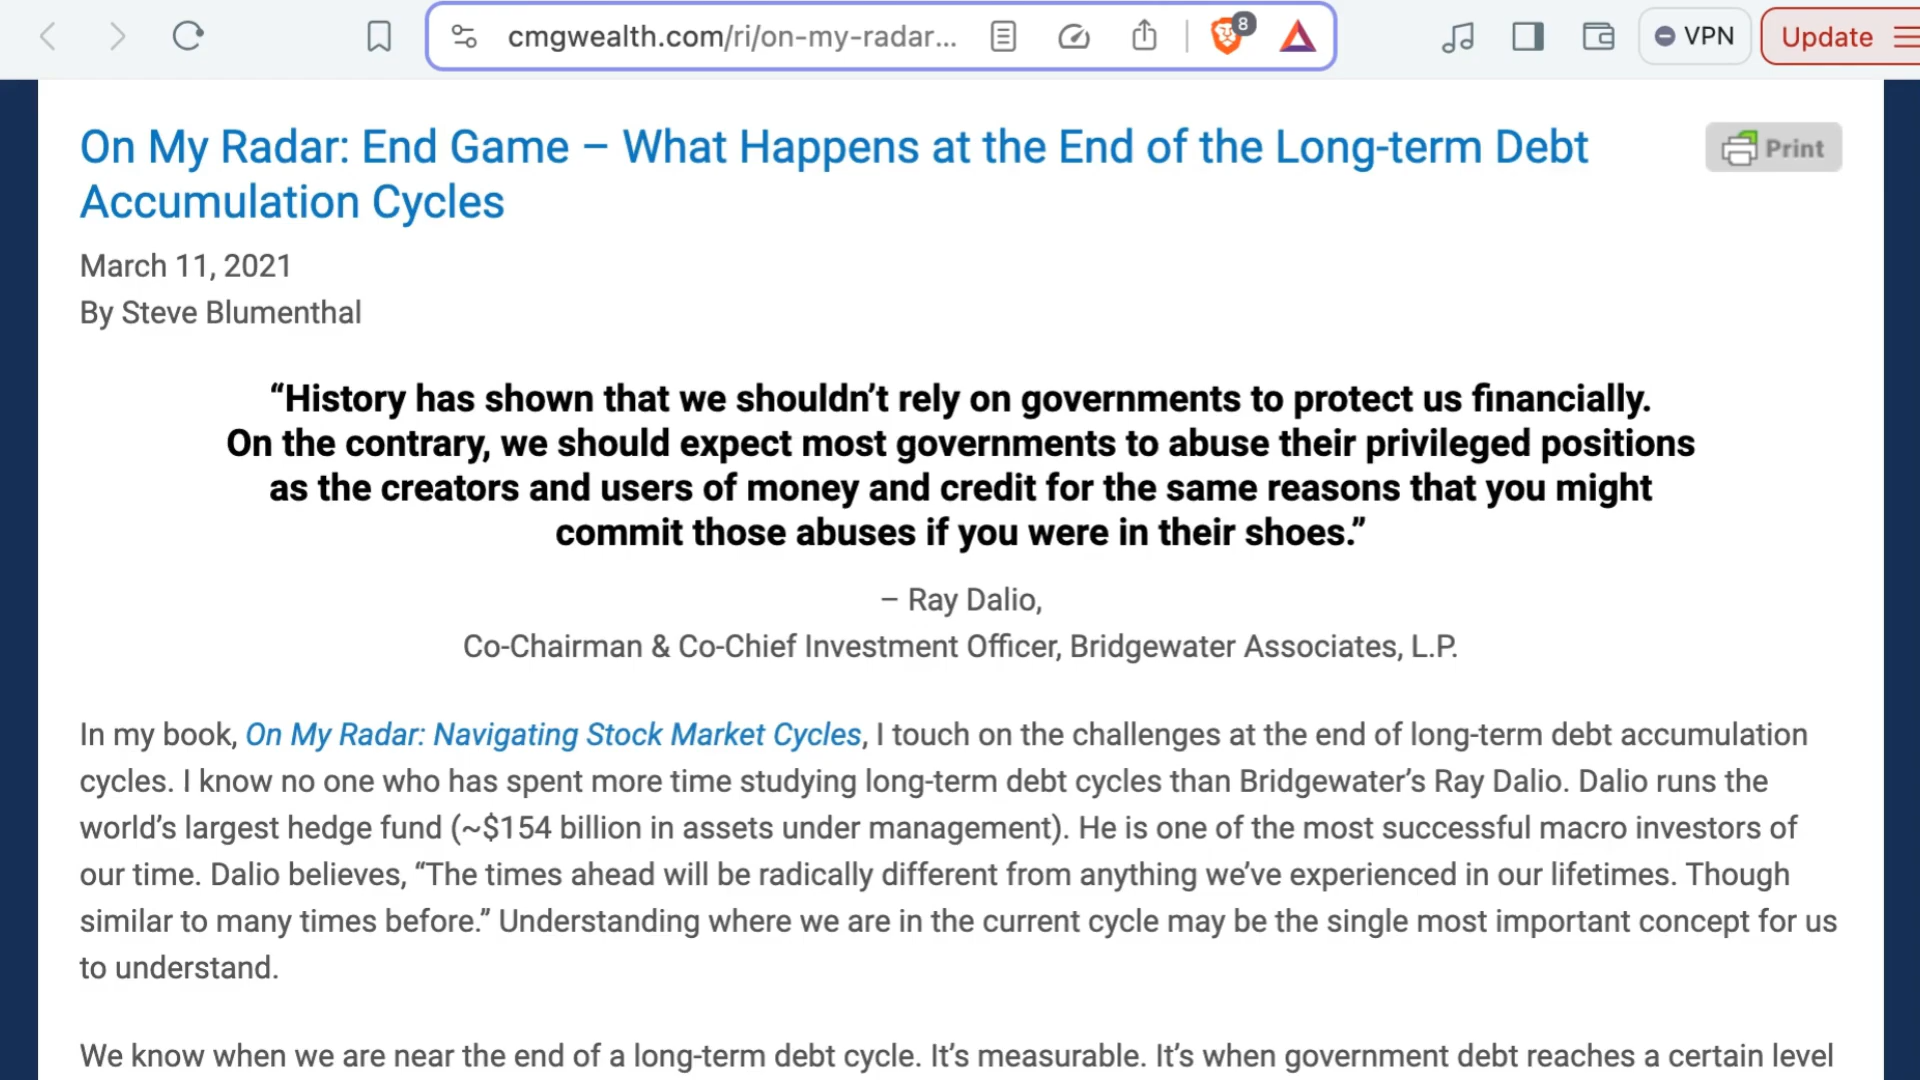 cmgwealth.com/ri/on-my-radar...
8
VPN
Update
On My Radar: End Game – What Happens at the End of the Long-term Debt
Accumulation Cycles
Print
March 11, 2021
By Steve Blumenthal
“History has shown that we shouldn’t rely on governments to protect us financially.
On the contrary, we should expect most governments to abuse their privileged positions
as the creators and users of money and credit for the same reasons that you might
commit those abuses if you were in their shoes.”
– Ray Dalio,
Co-Chairman & Co-Chief Investment Officer, Bridgewater Associates, L.P.
In my book, On My Radar: Navigating Stock Market Cycles, I touch on the challenges at the end of long-term debt accumulation
cycles. I know no one who has spent more time studying long-term debt cycles than Bridgewater’s Ray Dalio. Dalio runs the
world’s largest hedge fund (~$154 billion in assets under management). He is one of the most successful macro investors of
our time. Dalio believes, “The times ahead will be radically different from anything we’ve experienced in our lifetimes. Though
similar to many times before.” Understanding where we are in the current cycle may be the single most important concept for us
to understand.
We know when we are near the end of a long-term debt cycle. It’s measurable. It’s when government debt reaches a certain level